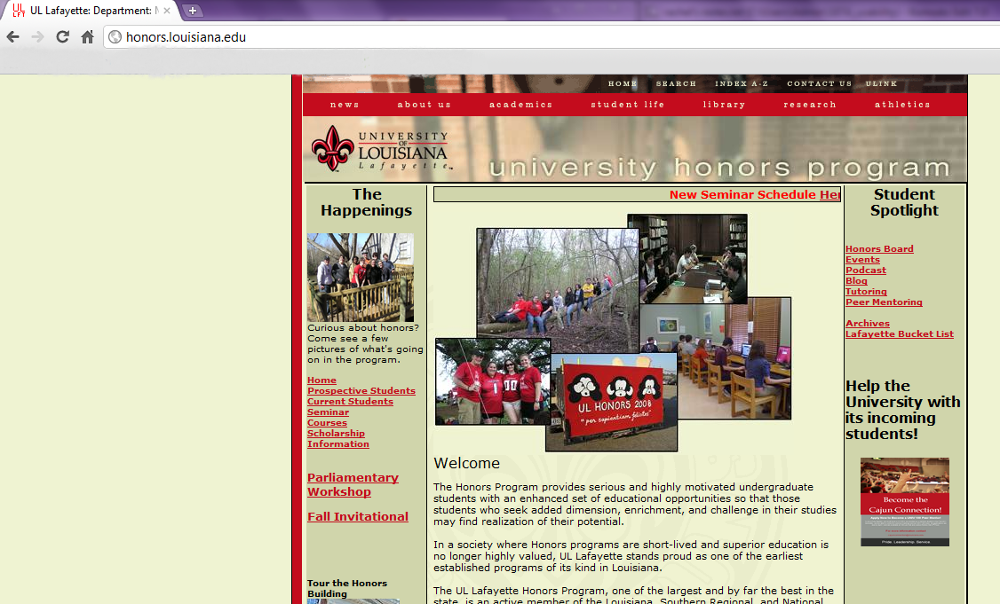 UL Lafayette: Department:
honors.louisiana.edu
HOME SEARCH INDEX A-Z CONTACT US ULINK
news about us academics student life library research athletics
UNIVERSITY
OF
LOUISIANA
Lafayette
university honors program
The
Happenings
Curious about honors?
Come see a few
pictures of what's going
on in the program.
Home
Prospective Students
Current Students
Seminar
Courses
Scholarship
Information
Parliamentary
Workshop
Fall Invitational
Tour the Honors
Building
New Seminar Schedule Her
UL HONORS 2008
"per sapientiam felicitas"
Welcome
The Honors Program provides serious and highly motivated undergraduate
students with an enhanced set of educational opportunities so that those
students who seek added dimension, enrichment, and challenge in their studies
may find realization of their potential.
In a society where Honors programs are short-lived and superior education is
no longer highly valued, UL Lafayette stands proud as one of the earliest
established programs of its kind in Louisiana.
The UL Lafayette Honors Program, one of the largest and by far the best in the
state, is an active member of the Louisiana, Southern Regional, and National
Student
Spotlight
Honors Board
Events
Podcast
Blog
Tutoring
Peer Mentoring
Archives
Lafayette Bucket List
Help the
University with
its incoming
students!
Become the
Cajun Connection!
Pride. Leadership. Service.